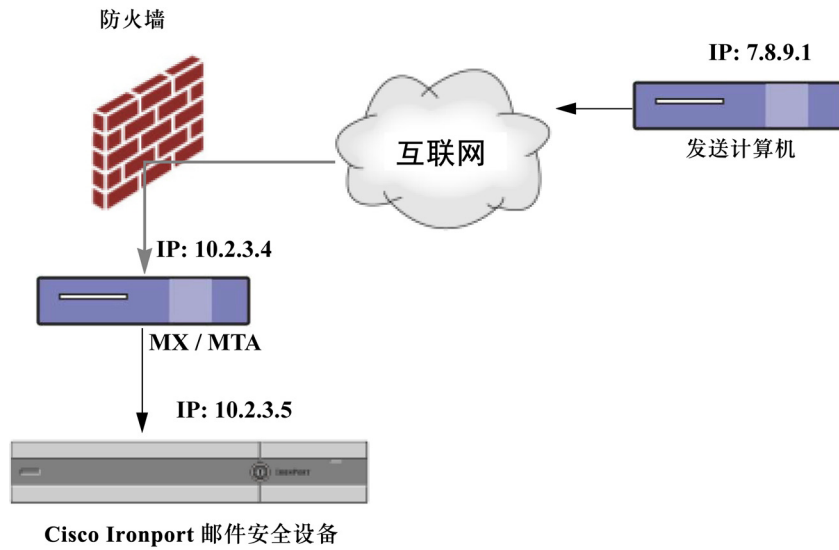 防火墙
IP: 7.8.9.1
互联网
发送计算机
IP: 10.2.3.4
MX / MTA
IP: 10.2.3.5
IRONPORT
Cisco Ironport 邮件安全设备